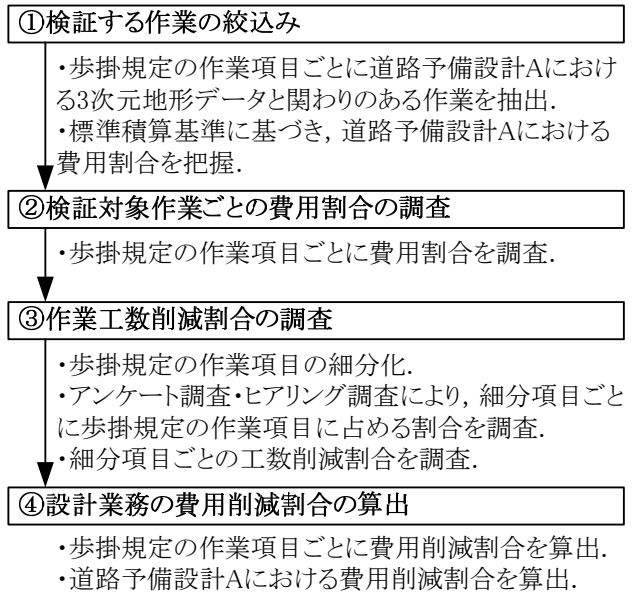 ①検証する作業の絞込み
・歩掛規定の作業項目ごとに道路予備設計Aにおけ
る3次元地形データと関わりのある作業を抽出.
・標準積算基準に基づき, 道路予備設計Aにおける
費用割合を把握.
②検証対象作業ごとの費用割合の調査
・歩掛規定の作業項目ごとに費用割合を調査.
③作業工数削減割合の調査
・歩掛規定の作業項目の細分化.
・アンケート調査・ヒアリング調査により, 細分項目ごと
に歩掛規定の作業項目に占める割合を調査.
・細分項目ごとの工数削減割合を調査.
④設計業務の費用削減割合の算出
・歩掛規定の作業項目ごとに費用削減割合を算出.
・道路予備設計Aにおける費用削減割合を算出.